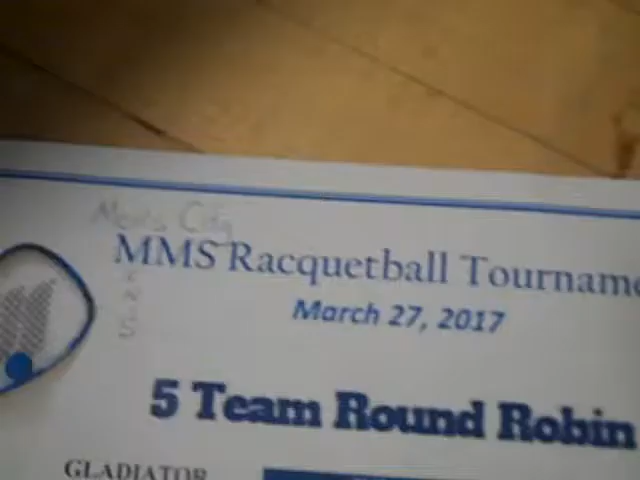 MMS Racquetball Tourname
March 27, 2017
5 Team Round Robin
GLADIATOR